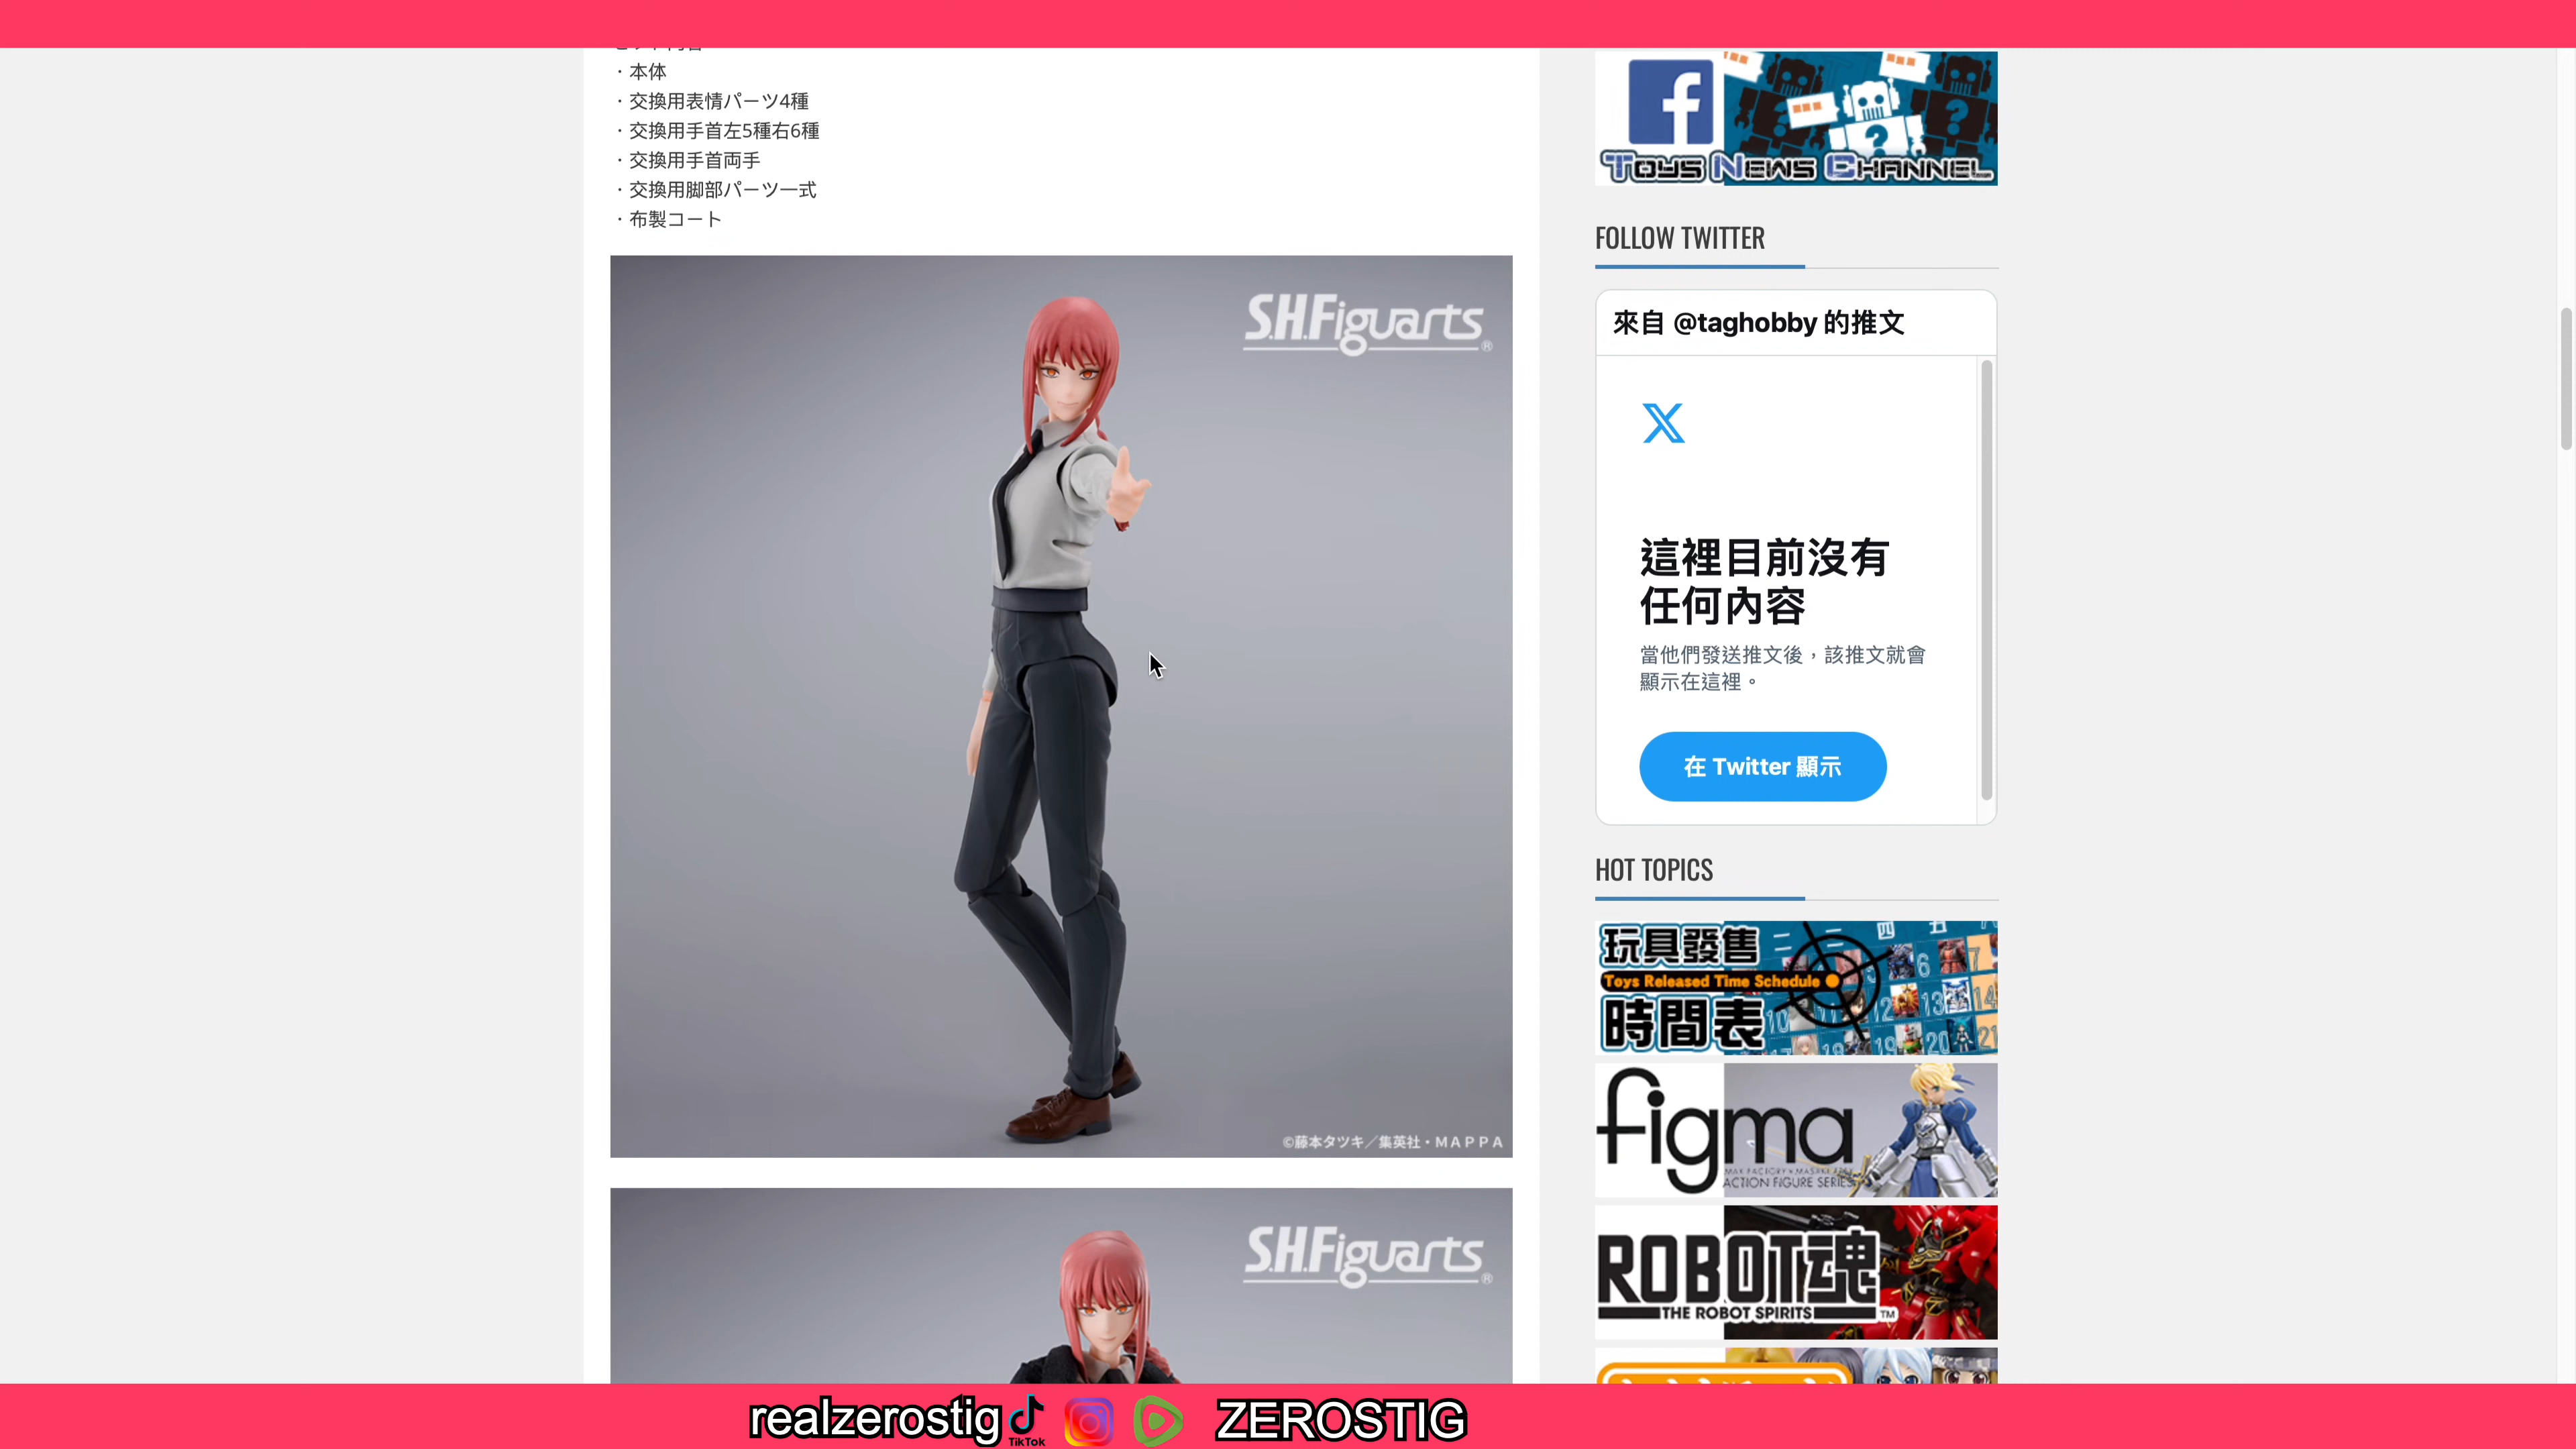 ・本体
・交換用表情パーツ4種
・交換用手首左5種右6種
・交換用手首両手
・交換用脚部パーツ一式
・布製コート
S.H.Figuarts®
©藤本タツキ／集英社・MAPPA
S.H.Figuarts®
TOYS NEWS CHANNEL
FOLLOW TWITTER
來自 @taghobby 的推文
這裡目前沒有
任何內容
當他們發送推文後，該推文就會
顯示在這裡。
在 Twitter 顯示
HOT TOPICS
玩具發售
Toys Released Time Schedule
時間表
figma
ACTION FIGURE SERIES
ROBOT魂
THE ROBOT SPIRITS™
realzerostig TikTok ZEROSTIG